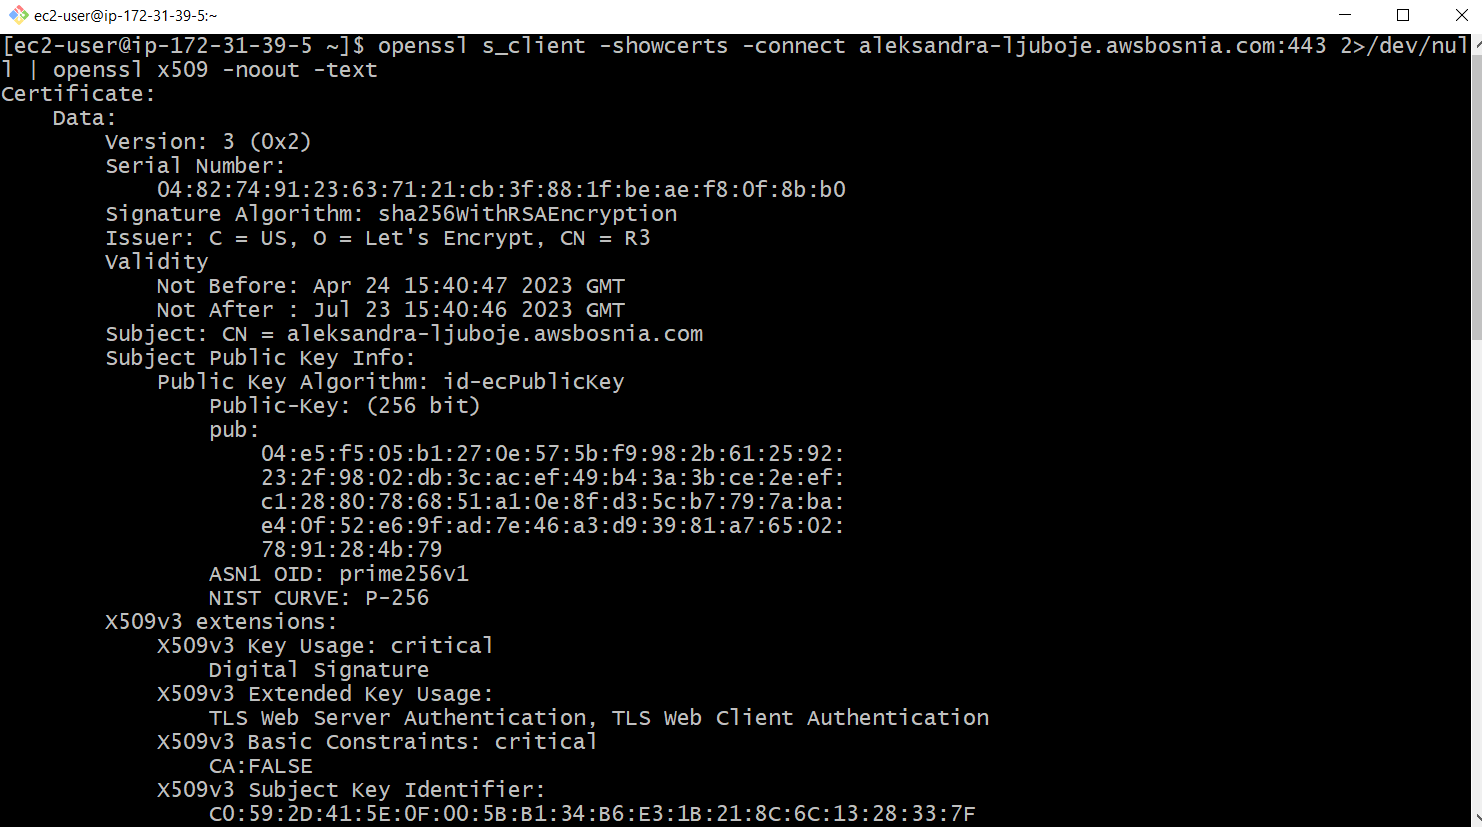 ec2-user@ip-172-31-39-5:~
[ec2-user@ip-172-31-39-5 ~]$ openssl s_client -showcerts -connect aleksandra-ljuboje.awsbosnia.com:443 2>/dev/nul
l | openssl x509 -noout -text
Certificate:
    Data:
        Version: 3 (0x2)
        Serial Number:
            04:82:74:91:23:63:71:21:cb:3f:88:1f:be:ae:f8:0f:8b:b0
        Signature Algorithm: sha256WithRSAEncryption
        Issuer: C = US, O = Let's Encrypt, CN = R3
        Validity
            Not Before: Apr 24 15:40:47 2023 GMT
            Not After : Jul 23 15:40:46 2023 GMT
        Subject: CN = aleksandra-ljuboje.awsbosnia.com
        Subject Public Key Info:
            Public Key Algorithm: id-ecPublicKey
                Public-Key: (256 bit)
                pub:
                    04:e5:f5:05:b1:27:0e:57:5b:f9:98:2b:61:25:92:
                    23:2f:98:02:db:3c:ac:ef:49:b4:3a:3b:ce:2e:ef:
                    c1:28:80:78:68:51:a1:0e:8f:d3:5c:b7:79:7a:ba:
                    e4:0f:52:e6:9f:ad:7e:46:a3:d9:39:81:a7:65:02:
                    78:91:28:4b:79
                ASN1 OID: prime256v1
                NIST CURVE: P-256
        X509v3 extensions:
            X509v3 Key Usage: critical
                Digital Signature
            X509v3 Extended Key Usage:
                TLS Web Server Authentication, TLS Web Client Authentication
            X509v3 Basic Constraints: critical
                CA:FALSE
            X509v3 Subject Key Identifier:
                C0:59:2D:41:5E:0F:00:5B:B1:34:B6:E3:1B:21:8C:6C:13:28:33:7F